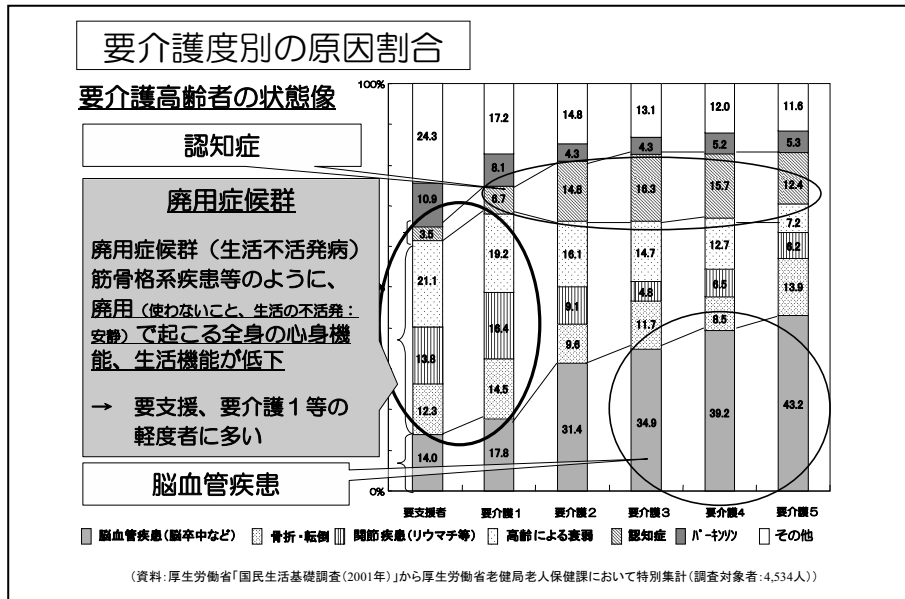 要介護度別の原因割合
要介護高齢者の状態像
認知症
廃用症候群
廃用症候群（生活不活発病）
筋骨格系疾患等のように、
廃用（使わないこと、生活の不活発：
安静）で起こる全身の心身機
能、生活機能が低下
→ 要支援、要介護１等の
軽度者に多い
脳血管疾患
100%
0%
24.3
10.9
3.5
21.1
13.8
12.3
14.0
17.2
8.1
6.7
19.2
16.4
14.5
17.8
14.8
4.3
14.8
16.1
9.1
9.6
31.4
13.1
4.3
16.3
14.7
4.8
11.7
34.9
12.0
5.2
15.7
12.7
6.5
8.5
39.2
11.6
5.3
12.4
7.2
6.2
13.9
43.2
要支援者 要介護１ 要介護２ 要介護３ 要介護４ 要介護５
脳血管疾患（脳卒中など） 骨折・転倒 関節疾患（リウマチ等） 高齢による衰弱 認知症 パーキンソン その他
（資料：厚生労働省「国民生活基礎調査（2001年）」から厚生労働省老健局老人保健課において特別集計（調査対象者：4,534人））